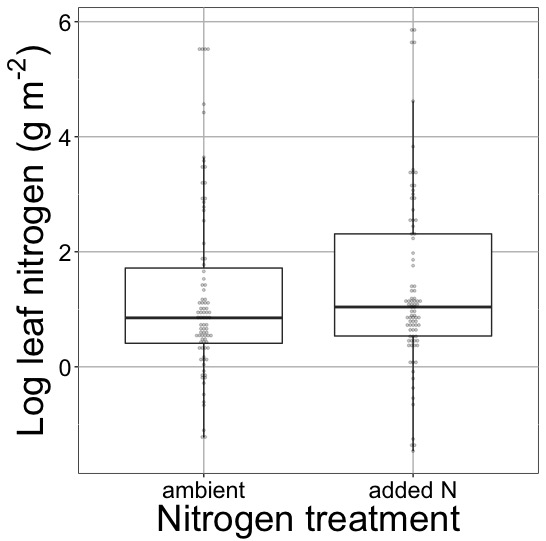 Log leaf nitrogen (g m-2)
6
4
2
0
ambient added N
Nitrogen treatment